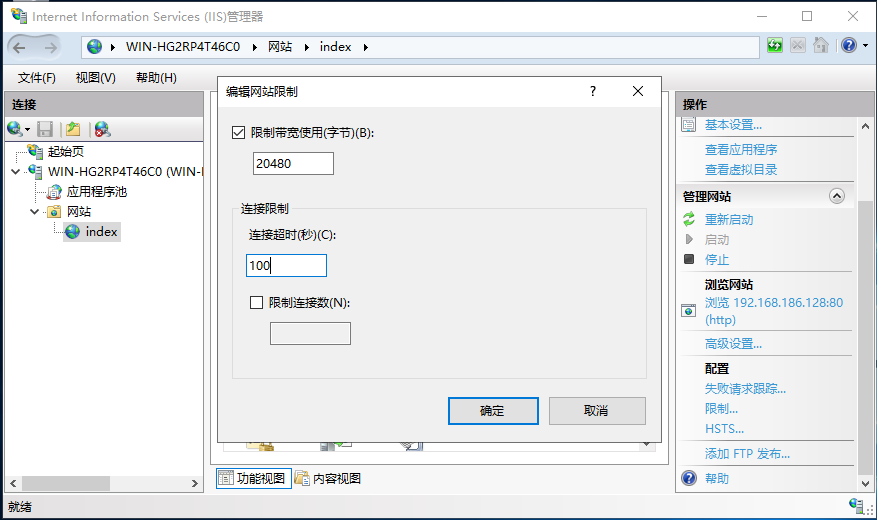 Internet Information Services (IIS)管理器
WIN-HG2RP4T46C0 网站 index
文件(F) 视图(V) 帮助(H)
连接
起始页
WIN-HG2RP4T46C0 (WIN-
应用程序池
网站
index
编辑网站限制
?
限制带宽使用(字节)(B):
20480
连接限制
连接超时(秒)(C):
100
限制连接数(N):
确定 取消
功能视图 内容视图
操作
基本设置...
查看应用程序
查看虚拟目录
管理网站
重新启动
启动
停止
浏览网站
浏览 192.168.186.128:80
(http)
高级设置...
配置
失败请求跟踪...
限制...
HSTS...
添加 FTP 发布...
帮助
就绪